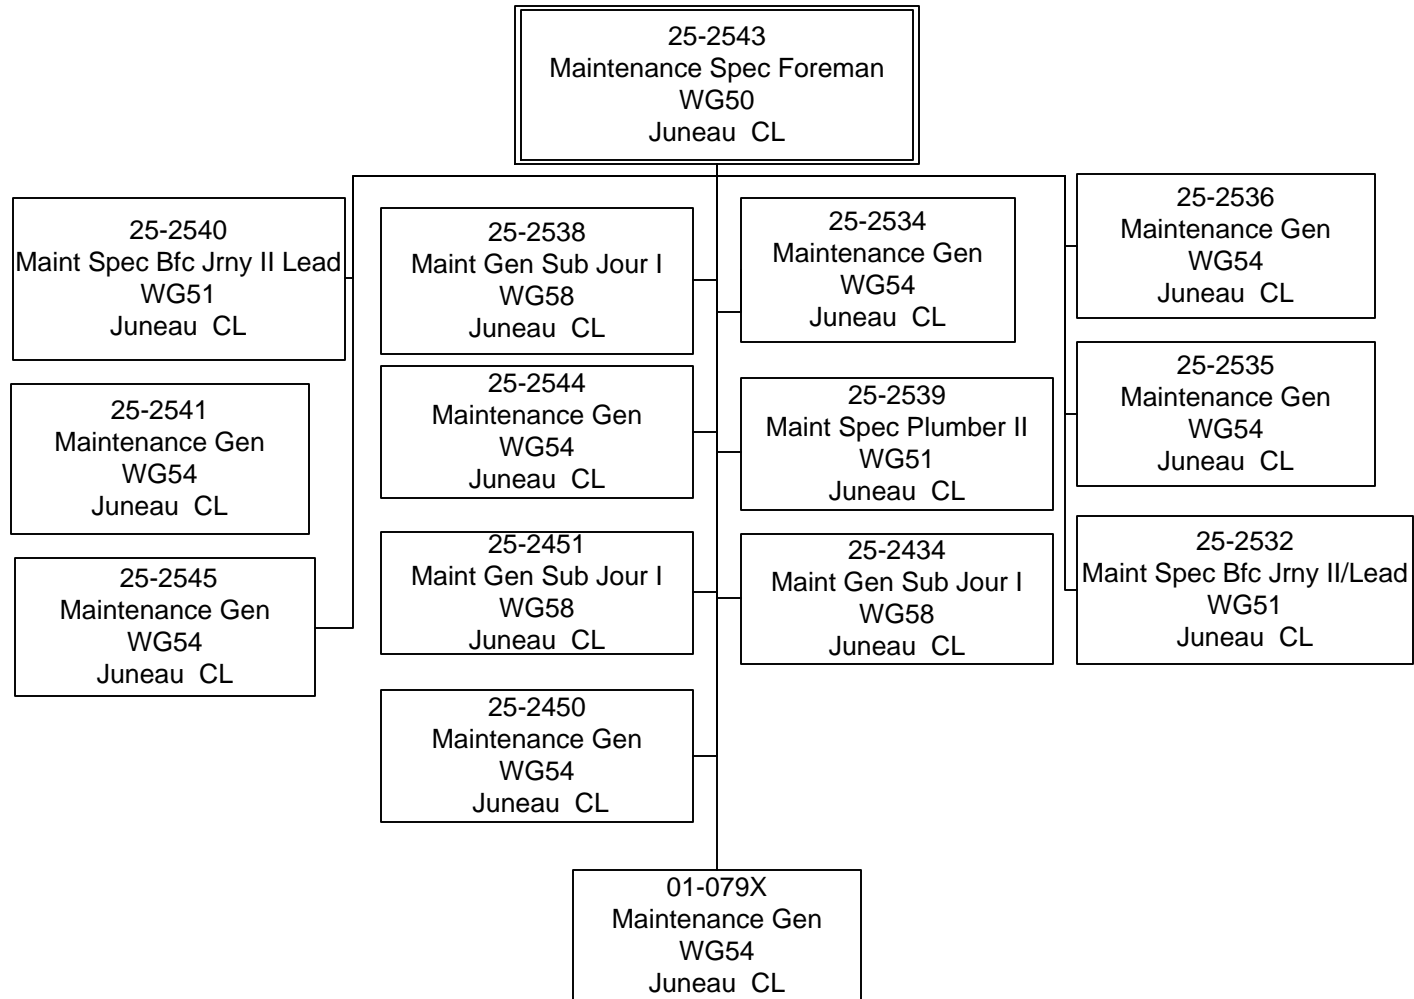 25-2543
Maintenance Spec Foreman
WG50
Juneau CL
25-2540
Maint Spec Bfc Jrny II Lead
WG51
Juneau CL
25-2541
Maintenance Gen
WG54
Juneau CL
25-2545
Maintenance Gen
WG54
Juneau CL
25-2538
Maint Gen Sub Jour I
WG58
Juneau CL
25-2544
Maintenance Gen
WG54
Juneau CL
25-2451
Maint Gen Sub Jour I
WG58
Juneau CL
25-2450
Maintenance Gen
WG54
Juneau CL
25-2534
Maintenance Gen
WG54
Juneau CL
25-2539
Maint Spec Plumber II
WG51
Juneau CL
25-2434
Maint Gen Sub Jour I
WG58
Juneau CL
25-2536
Maintenance Gen
WG54
Juneau CL
25-2535
Maintenance Gen
WG54
Juneau CL
25-2532
Maint Spec Bfc Jrny II/Lead
WG51
Juneau CL
01-079X
Maintenance Gen
WG54
Juneau CL